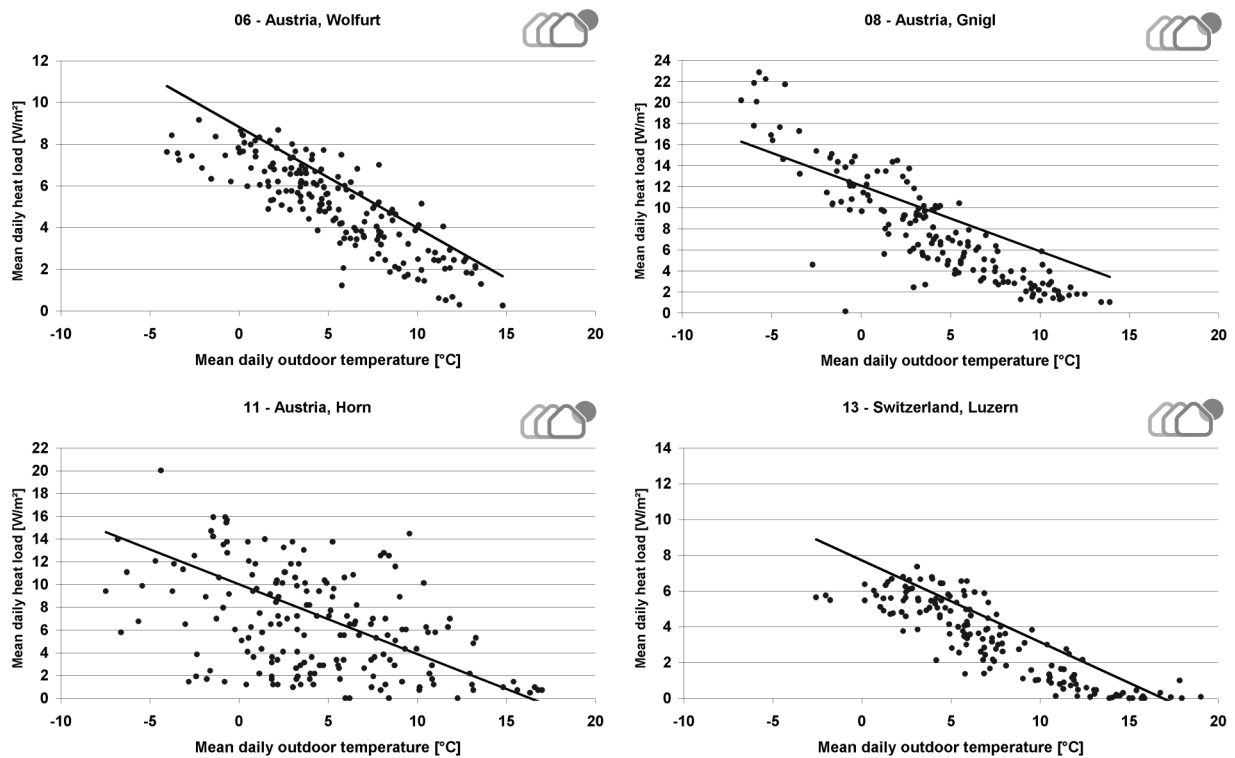 06 - Austria, Wolfurt
Mean daily heat load [W/m²]
12
10
8
6
4
2
0
-10 -5 0 5 10 15 20
Mean daily outdoor temperature [°C]
08 - Austria, Gnigl
Mean daily heat load [W/m²]
24
22
20
18
16
14
12
10
8
6
4
2
0
-10 -5 0 5 10 15 20
Mean daily outdoor temperature [°C]
11 - Austria, Horn
Mean daily heat load [W/m²]
22
20
18
16
14
12
10
8
6
4
2
0
-10 -5 0 5 10 15 20
Mean daily outdoor temperature [°C]
13 - Switzerland, Luzern
Mean daily heat load [W/m²]
14
12
10
8
6
4
2
0
-10 -5 0 5 10 15 20
Mean daily outdoor temperature [°C]